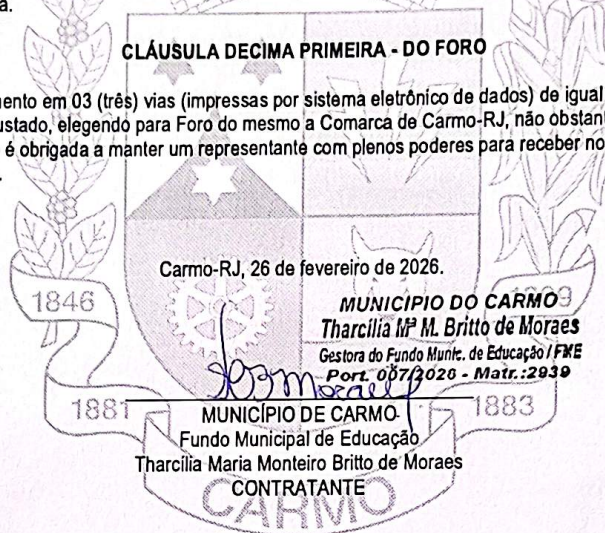 a.
CLÁUSULA DECIMA PRIMEIRA - DO FORO
ento em 03 (três) vias (impressas por sistema eletrônico de dados) de igual
ustado, elegendo para Foro do mesmo a Comarca de Carmo-RJ, não obstan
é obrigada a manter um representante com plenos poderes para receber no
Carmo-RJ, 26 de fevereiro de 2026.
1846
MUNICIPIO DO CARMO
Tharcilia Mª M. Britto de Moraes
Gestora do Fundo Munic. de Educação / FME
Port. 007/2026 - Matr.:2939
1881
1883
MUNICÍPIO DE CARMO
Fundo Municipal de Educação
Tharcília Maria Monteiro Britto de Moraes
CONTRATANTE
CARMO